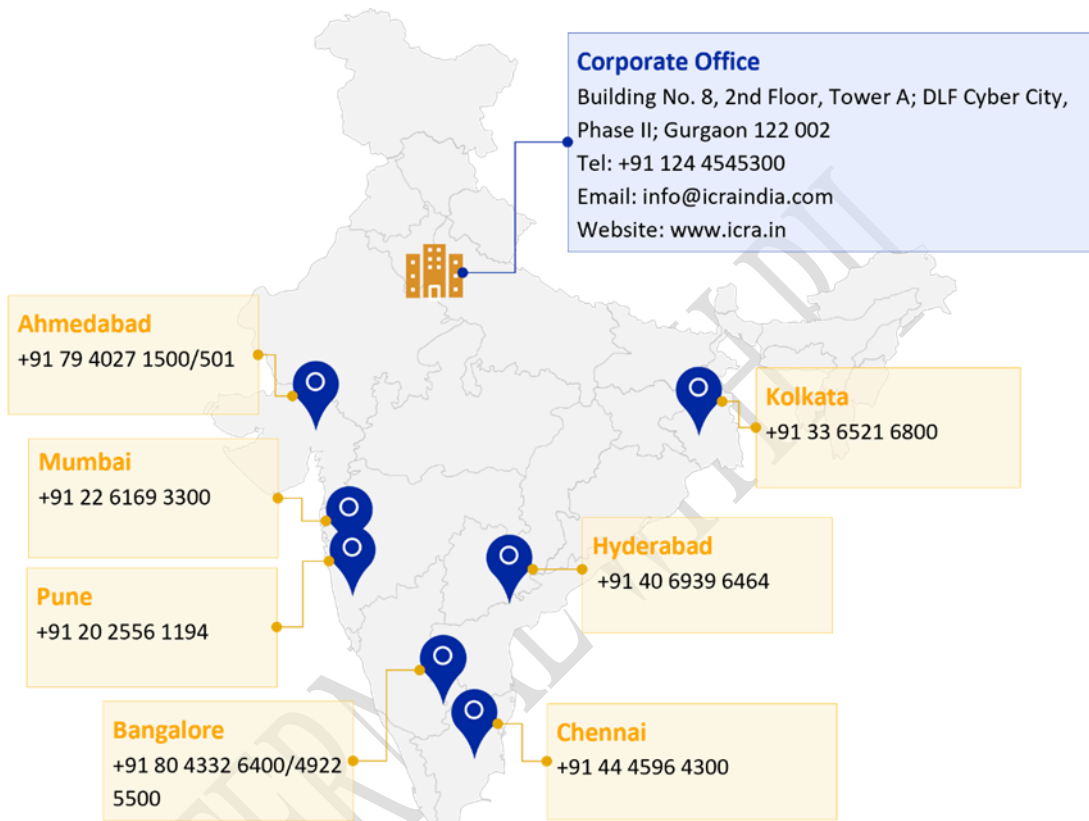 Corporate Office
Building No. 8, 2nd Floor, Tower A; DLF Cyber City,
Phase II; Gurgaon 122 002
Tel: +91 124 4545300
Email: info@icraindia.com
Website: www.icra.in
Ahmedabad
+91 79 4027 1500/501
Kolkata
+91 33 6521 6800
Mumbai
+91 22 6169 3300
Hyderabad
+91 40 6939 6464
Pune
+91 20 2556 1194
Bangalore
+91 80 4332 6400/4922
5500
Chennai
+91 44 4596 4300